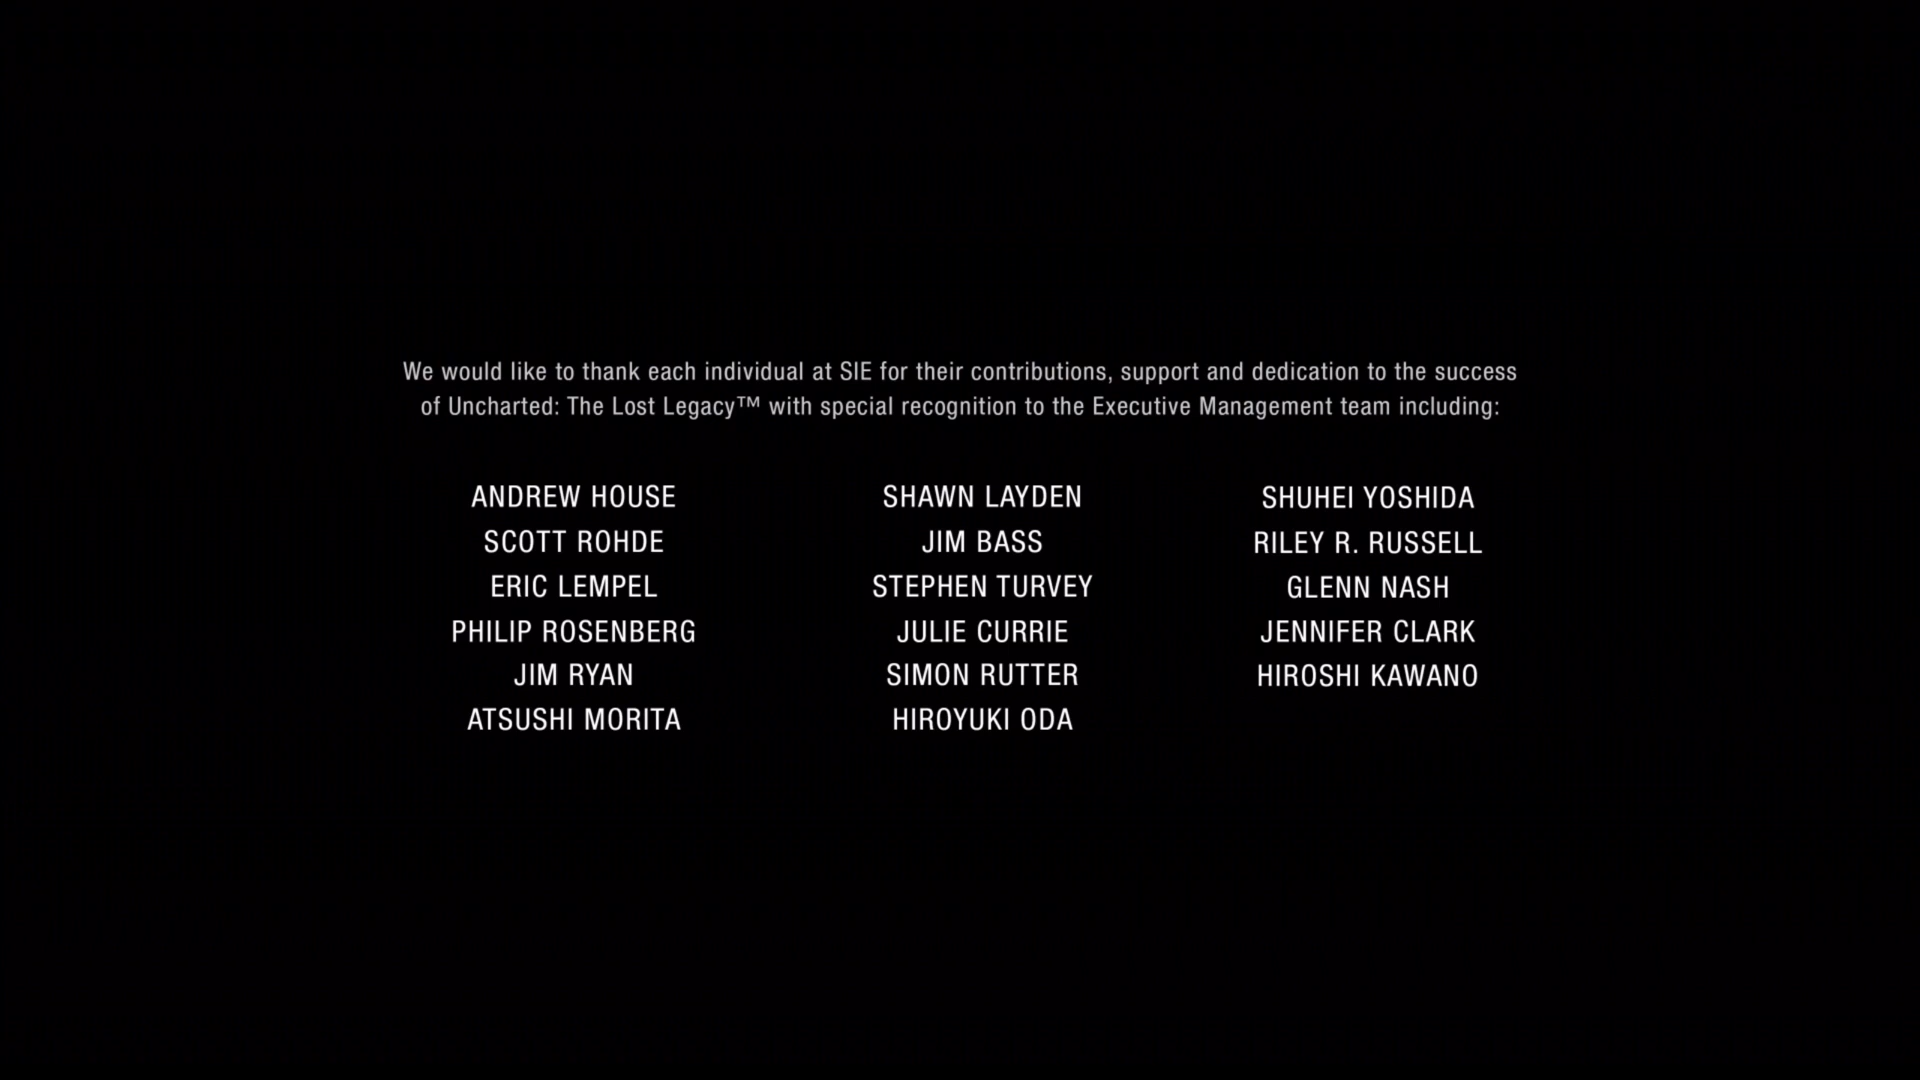 We would like to thank each individual at SIE for their contributions, support and dedication to the success
of Uncharted: The Lost Legacy™ with special recognition to the Executive Management team including:
ANDREW HOUSE SHAWN LAYDEN SHUHEI YOSHIDA
SCOTT ROHDE JIM BASS RILEY R. RUSSELL
ERIC LEMPEL STEPHEN TURVEY GLENN NASH
PHILIP ROSENBERG JULIE CURRIE JENNIFER CLARK
JIM RYAN SIMON RUTTER HIROSHI KAWANO
ATSUSHI MORITA HIROYUKI ODA